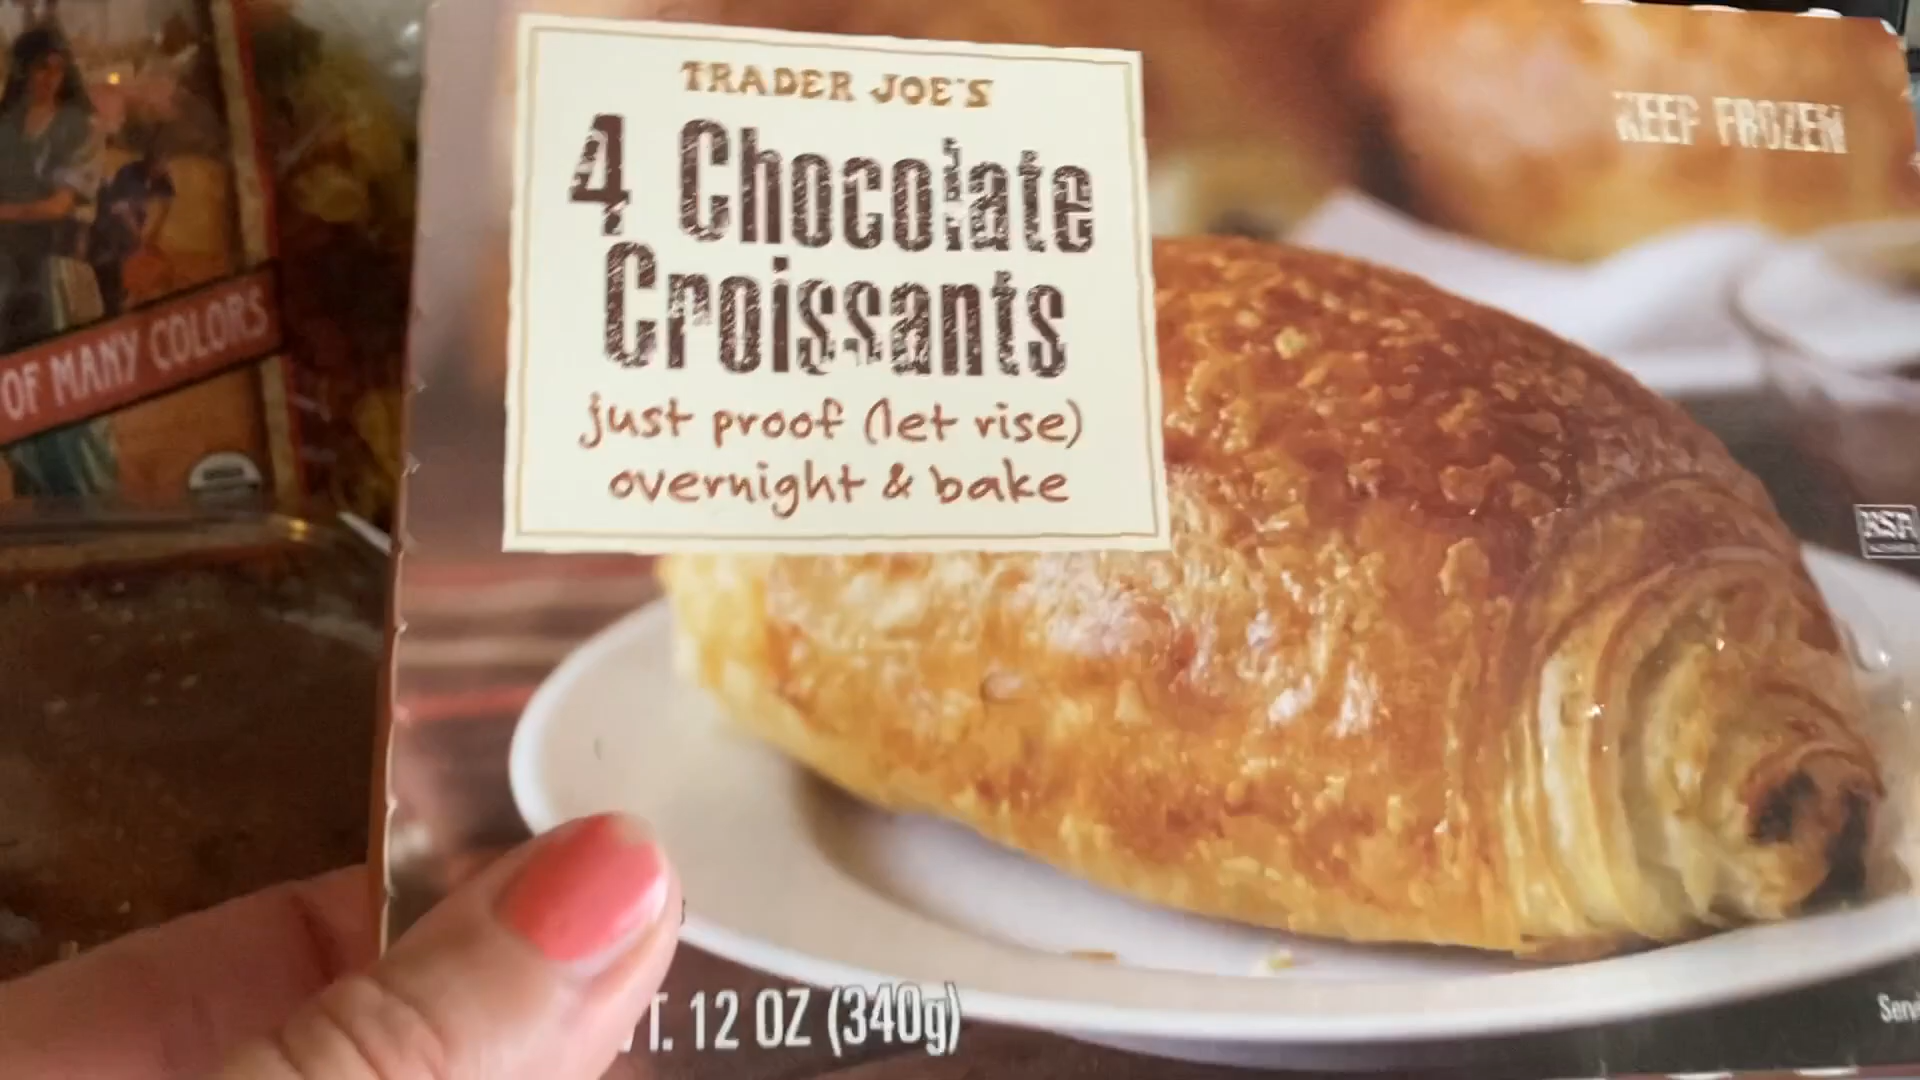 TRADER JOE'S
4 Chocolate
Croissants
just proof (let rise)
overnight & bake
KEEP FROZEN
OF MANY COLORS
T. 12 OZ (340g)